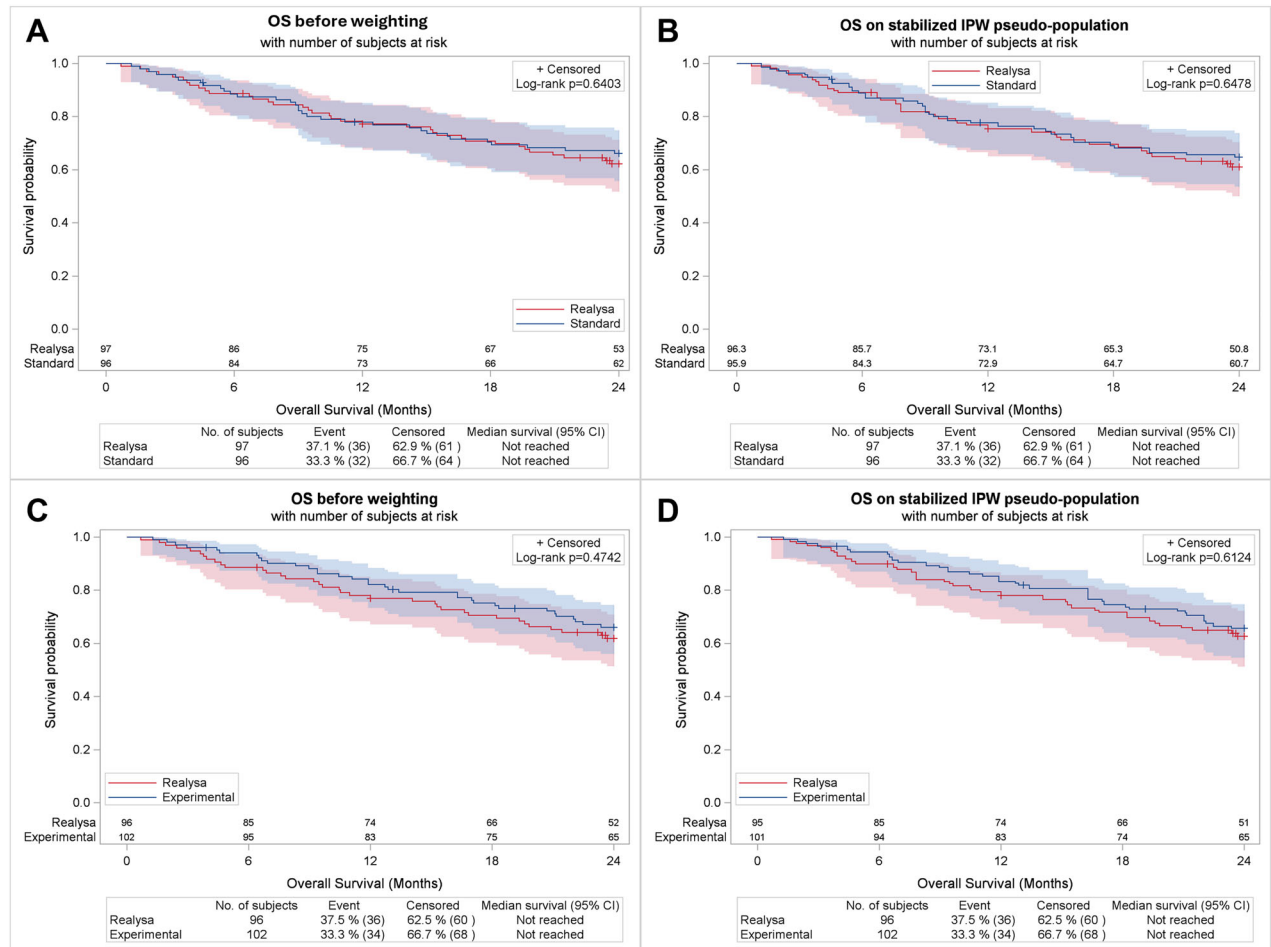 A
OS before weighting
with number of subjects at risk
+ Censored
Log-rank p=0.6403
Survival probability
1.0
0.8
0.6
0.4
0.2
0.0
Realysa
Standard
Realysa 97 86 75 67 53
Standard 96 84 73 66 62
0 6 12 18 24
Overall Survival (Months)
No. of subjects Event Censored Median survival (95% CI)
Realysa 97 37.1 % (36) 62.9 % (61 ) Not reached
Standard 96 33.3 % (32) 66.7 % (64 ) Not reached
B
OS on stabilized IPW pseudo-population
with number of subjects at risk
Realysa
Standard
+ Censored
Log-rank p=0.6478
Survival probability
1.0
0.8
0.6
0.4
0.2
0.0
Realysa 96.3 85.7 73.1 65.3 50.8
Standard 95.9 84.3 72.9 64.7 60.7
0 6 12 18 24
Overall Survival (Months)
No. of subjects Event Censored Median survival (95% CI)
Realysa 97 37.1 % (36) 62.9 % (61 ) Not reached
Standard 96 33.3 % (32) 66.7 % (64 ) Not reached
C
OS before weighting
with number of subjects at risk
+ Censored
Log-rank p=0.4742
Survival probability
1.0
0.8
0.6
0.4
0.2
0.0
Realysa
Experimental
Realysa 96 85 74 66 52
Experimental 102 95 83 75 65
0 6 12 18 24
Overall Survival (Months)
No. of subjects Event Censored Median survival (95% CI)
Realysa 96 37.5 % (36) 62.5 % (60 ) Not reached
Experimental 102 33.3 % (34) 66.7 % (68 ) Not reached
D
OS on stabilized IPW pseudo-population
with number of subjects at risk
+ Censored
Log-rank p=0.6124
Survival probability
1.0
0.8
0.6
0.4
0.2
0.0
Realysa
Experimental
Realysa 95 85 74 66 51
Experimental 101 94 83 74 65
0 6 12 18 24
Overall Survival (Months)
No. of subjects Event Censored Median survival (95% CI)
Realysa 96 37.5 % (36) 62.5 % (60 ) Not reached
Experimental 102 33.3 % (34) 66.7 % (68 ) Not reached